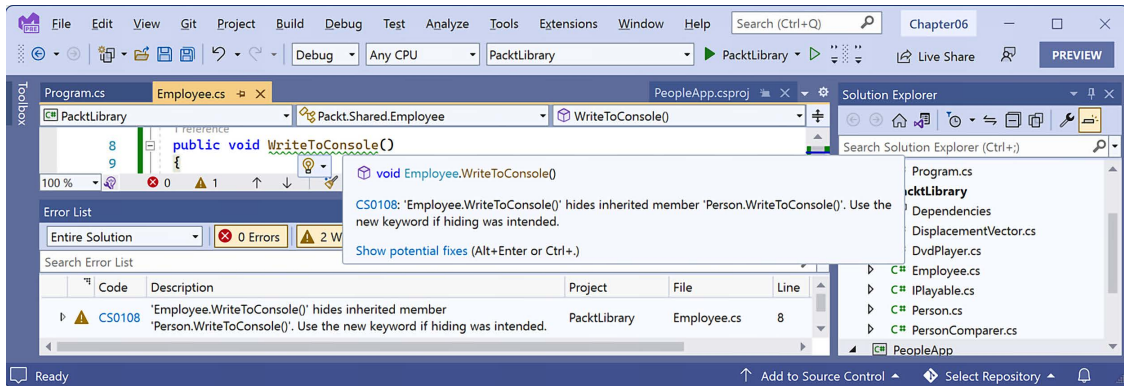 PRE File Edit View Git Project Build Debug Test Analyze Tools Extensions Window Help Search (Ctrl+Q) Chapter06
Debug Any CPU PacktLibrary PacktLibrary Live Share PREVIEW
Toolbox
Program.cs Employee.cs PeopleApp.csproj
C# PacktLibrary Packt.Shared.Employee WriteToConsole()
1 reference
8 public void WriteToConsole()
9 {
100 % 0 1
void Employee.WriteToConsole()
CS0108: 'Employee.WriteToConsole()' hides inherited member 'Person.WriteToConsole()'. Use the
new keyword if hiding was intended.
Show potential fixes (Alt+Enter or Ctrl+.)
Error List
Entire Solution 0 Errors 2 W
Search Error List
Code Description Project File Line
CS0108 'Employee.WriteToConsole()' hides inherited member
'Person.WriteToConsole()'. Use the new keyword if hiding was intended. PacktLibrary Employee.cs 8
Solution Explorer
Search Solution Explorer (Ctrl+;)
Program.cs
cktLibrary
Dependencies
DisplacementVector.cs
DvdPlayer.cs
C# Employee.cs
C# IPlayable.cs
C# Person.cs
C# PersonComparer.cs
C# PeopleApp
Ready Add to Source Control Select Repository